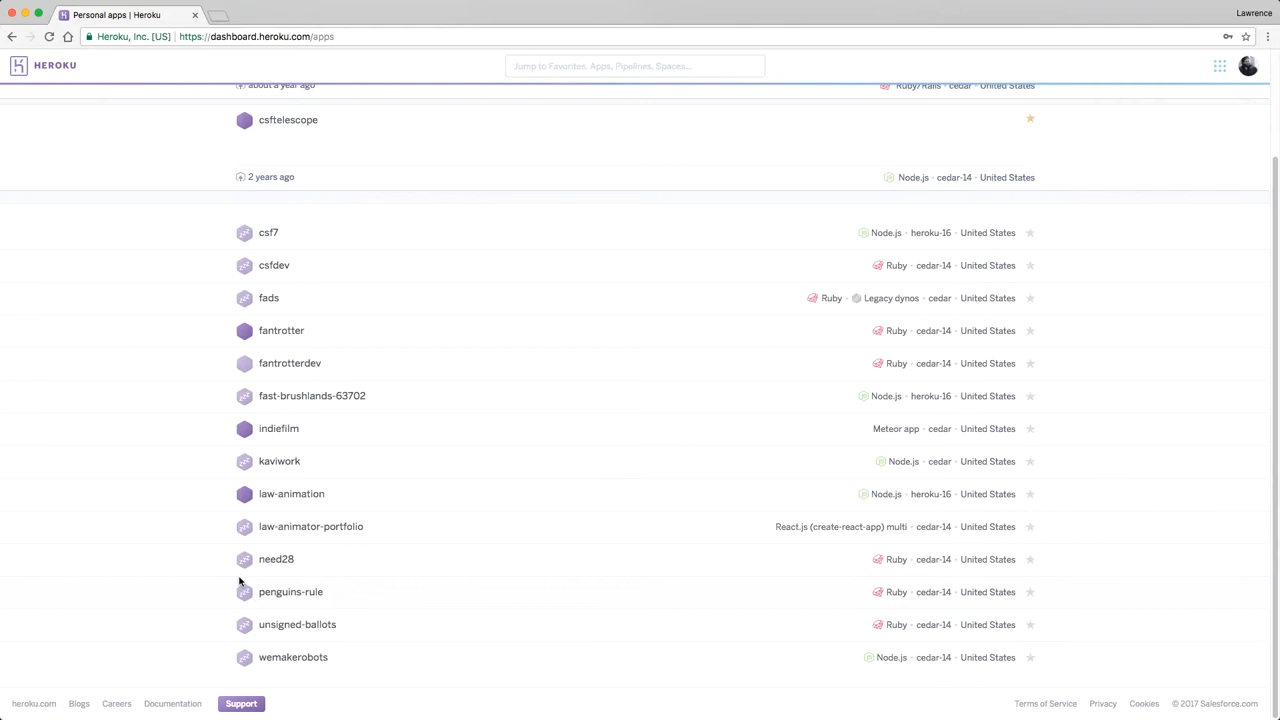 Personal apps | Heroku
Lawrence
Heroku, Inc. [US] | https://dashboard.heroku.com/apps
HEROKU
Jump to Favorites, Apps, Pipelines, Spaces...
about a year ago
Ruby/Rails · cedar · United States
csftelescope
2 years ago
Node.js · cedar-14 · United States
csf7
Node.js · heroku-16 · United States
csfdev
Ruby · cedar-14 · United States
fads
Ruby · Legacy dynos · cedar · United States
fantrotter
Ruby · cedar-14 · United States
fantrotterdev
Ruby · cedar-14 · United States
fast-brushlands-63702
Node.js · heroku-16 · United States
indiefilm
Meteor app · cedar · United States
kaviwork
Node.js · cedar · United States
law-animation
Node.js · heroku-16 · United States
law-animator-portfolio
React.js (create-react-app) multi · cedar-14 · United States
need28
Ruby · cedar-14 · United States
penguins-rule
Ruby · cedar-14 · United States
unsigned-ballots
Ruby · cedar-14 · United States
wemakerobots
Node.js · cedar-14 · United States
heroku.com Blogs Careers Documentation Support
Terms of Service Privacy Cookies © 2017 Salesforce.com